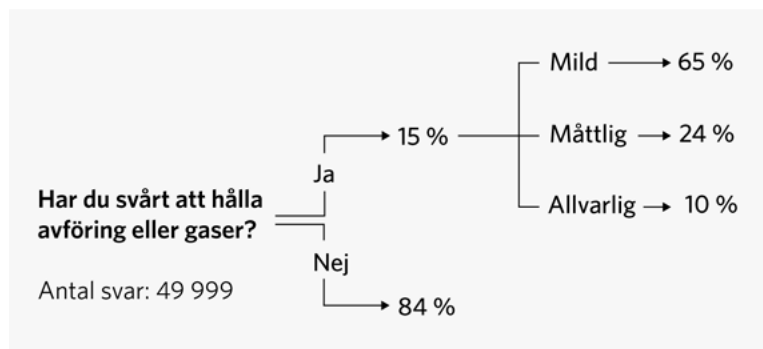 Har du svårt att hålla
avföring eller gaser?
Antal svar: 49 999
Ja
15 %
Mild
65 %
Måttlig
24 %
Allvarlig
10 %
Nej
84 %